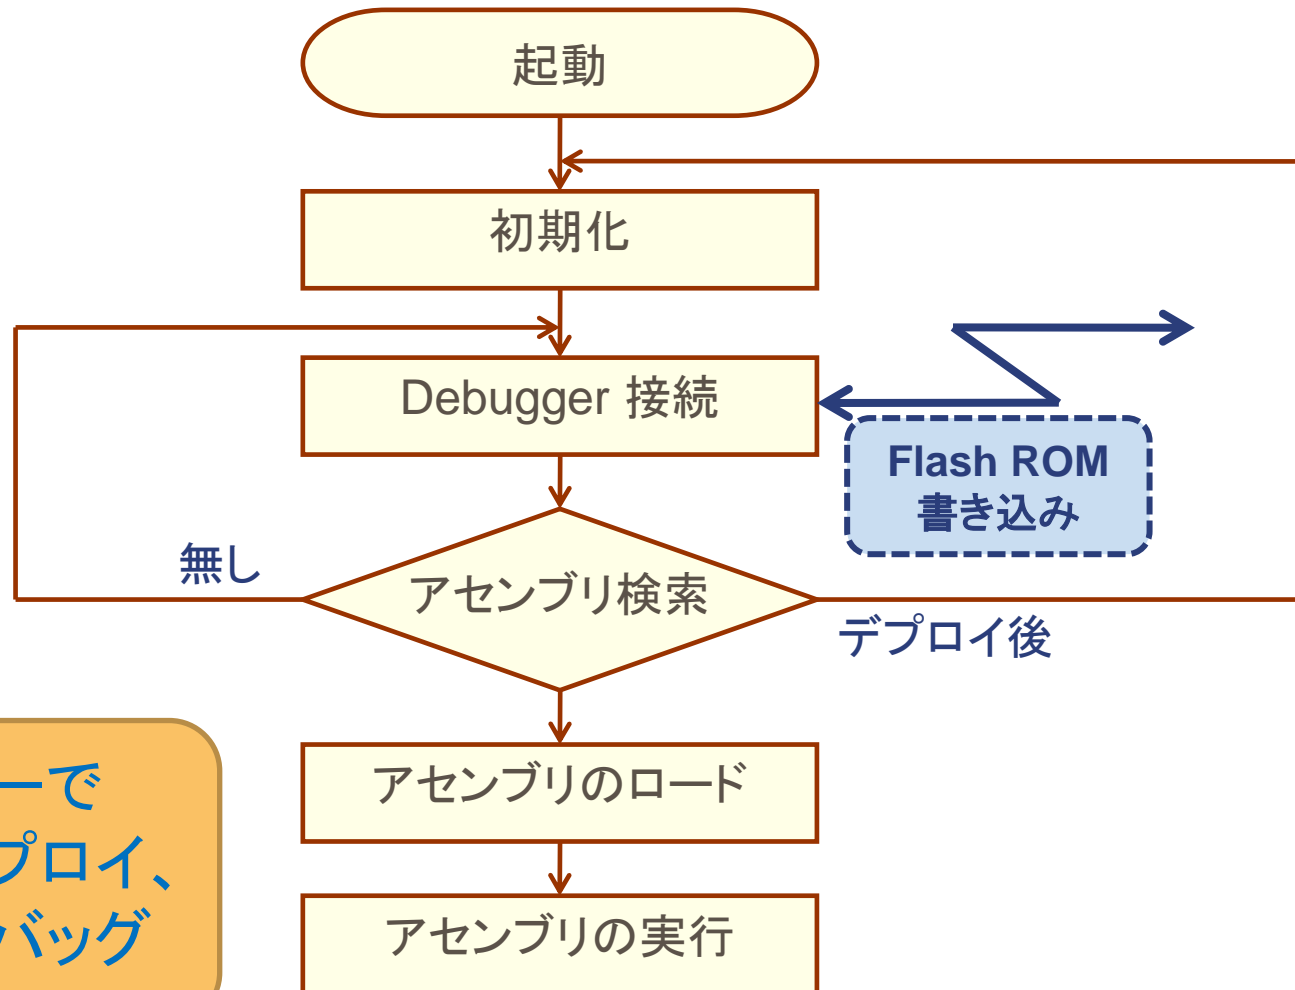 起動
初期化
Debugger 接続
Flash ROM
書き込み
無し
アセンブリ検索
デプロイ後
アセンブリのロード
アセンブリの実行
ーで
プロイ、
バッグ